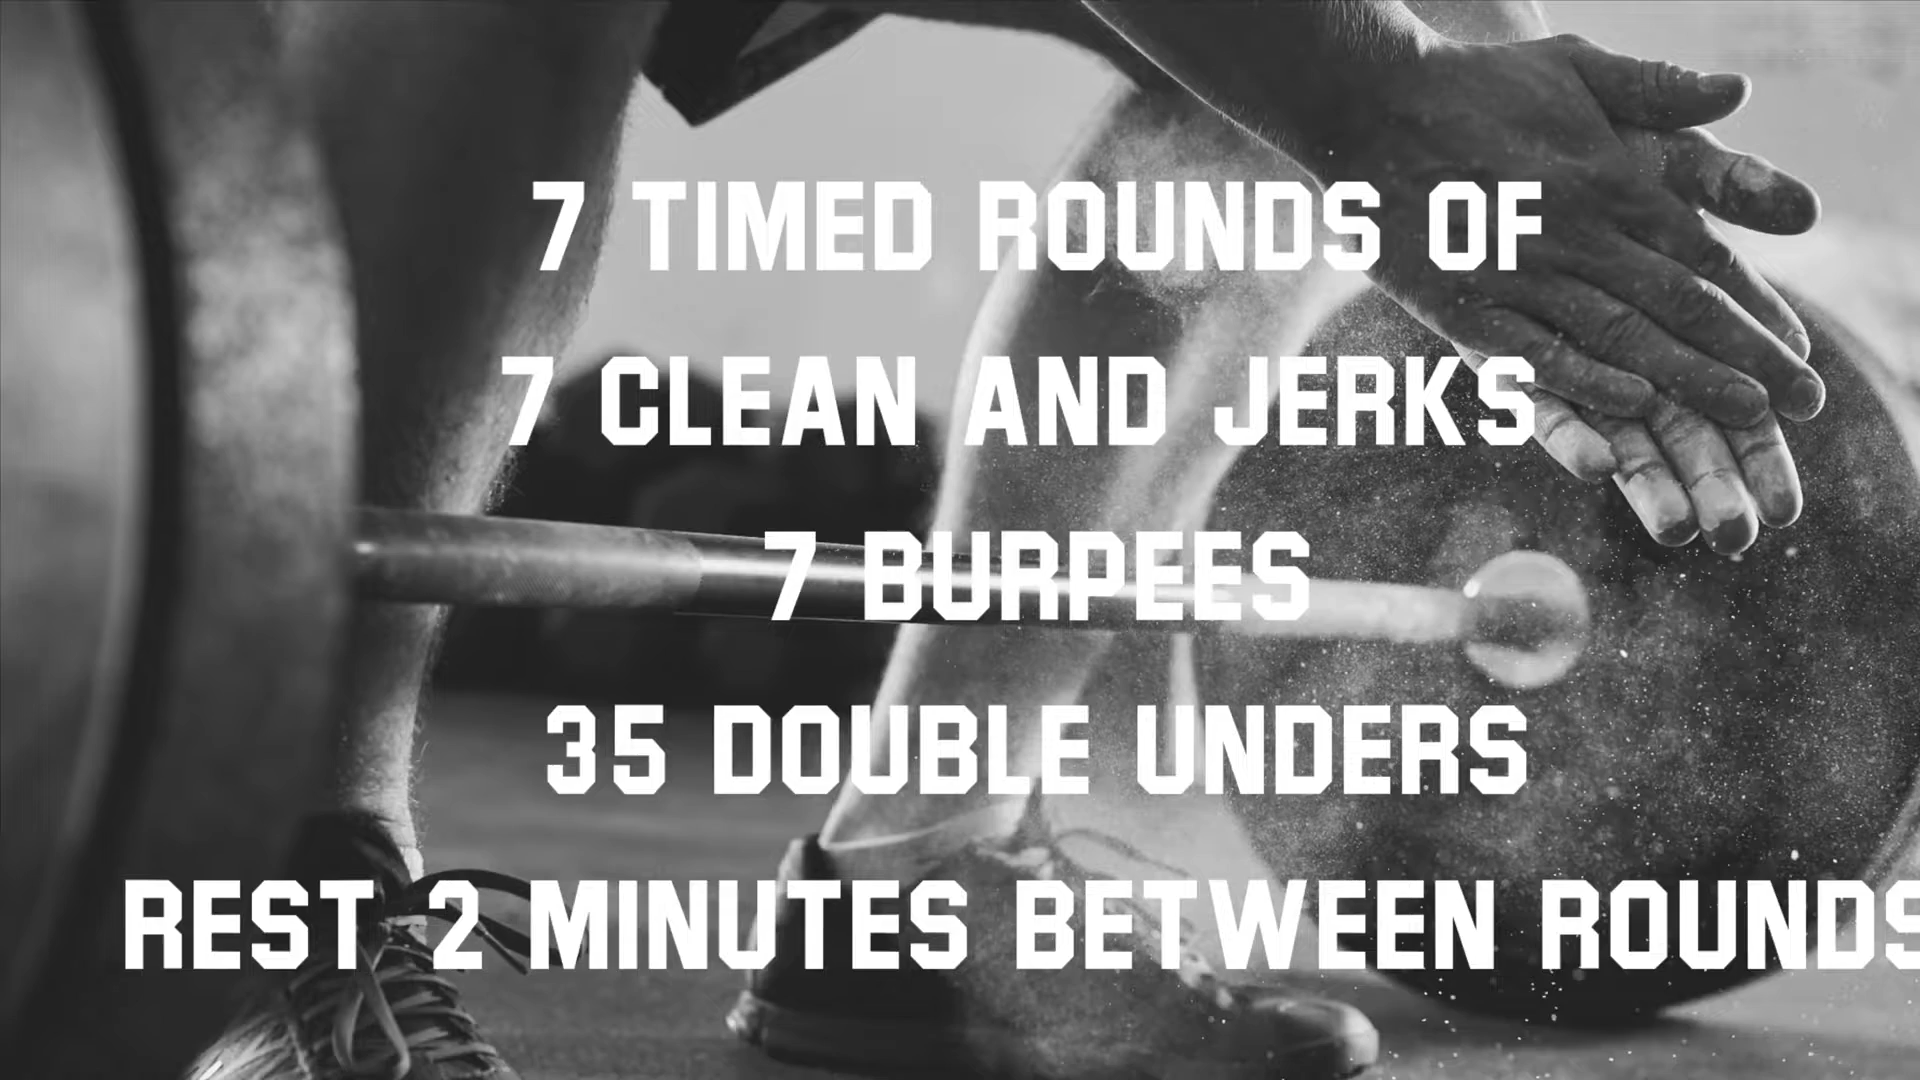 7 TIMED ROUNDS OF
7 CLEAN AND JERKS
7 BURPEES
35 DOUBLE UNDERS
REST 2 MINUTES BETWEEN ROUNDS